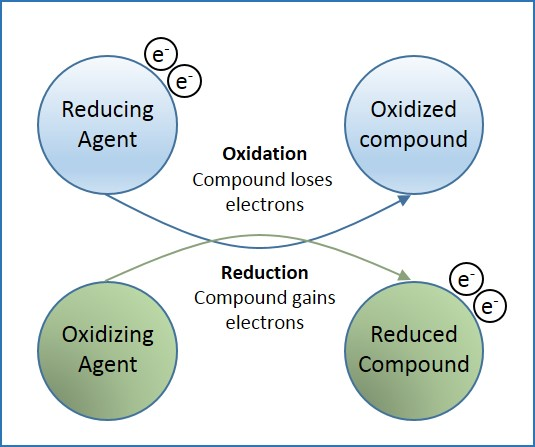 e⁻
e⁻
Reducing
Agent
Oxidized
compound
Oxidation
Compound loses
electrons
Reduction
Compound gains
electrons
Oxidizing
Agent
e⁻
e⁻
Reduced
Compound